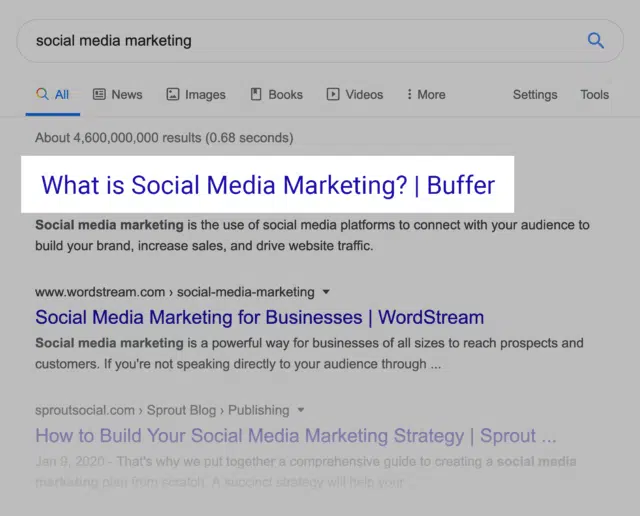 social media marketing
All News Images Books Videos More Settings Tools
About 4,600,000,000 results (0.68 seconds)
What is Social Media Marketing? | Buffer
Social media marketing is the use of social media platforms to connect with your audience to
build your brand, increase sales, and drive website traffic.
www.wordstream.com › social-media-marketing
Social Media Marketing for Businesses | WordStream
Social media marketing is a powerful way for businesses of all sizes to reach prospects and
customers. If you're not speaking directly to your audience through ...
sproutsocial.com › Sprout Blog › Publishing
How to Build Your Social Media Marketing Strategy | Sprout ...
Jan 9, 2020 - That's why we put together a comprehensive guide to creating a social media
marketing plan from scratch. A succinct strategy will help your ...